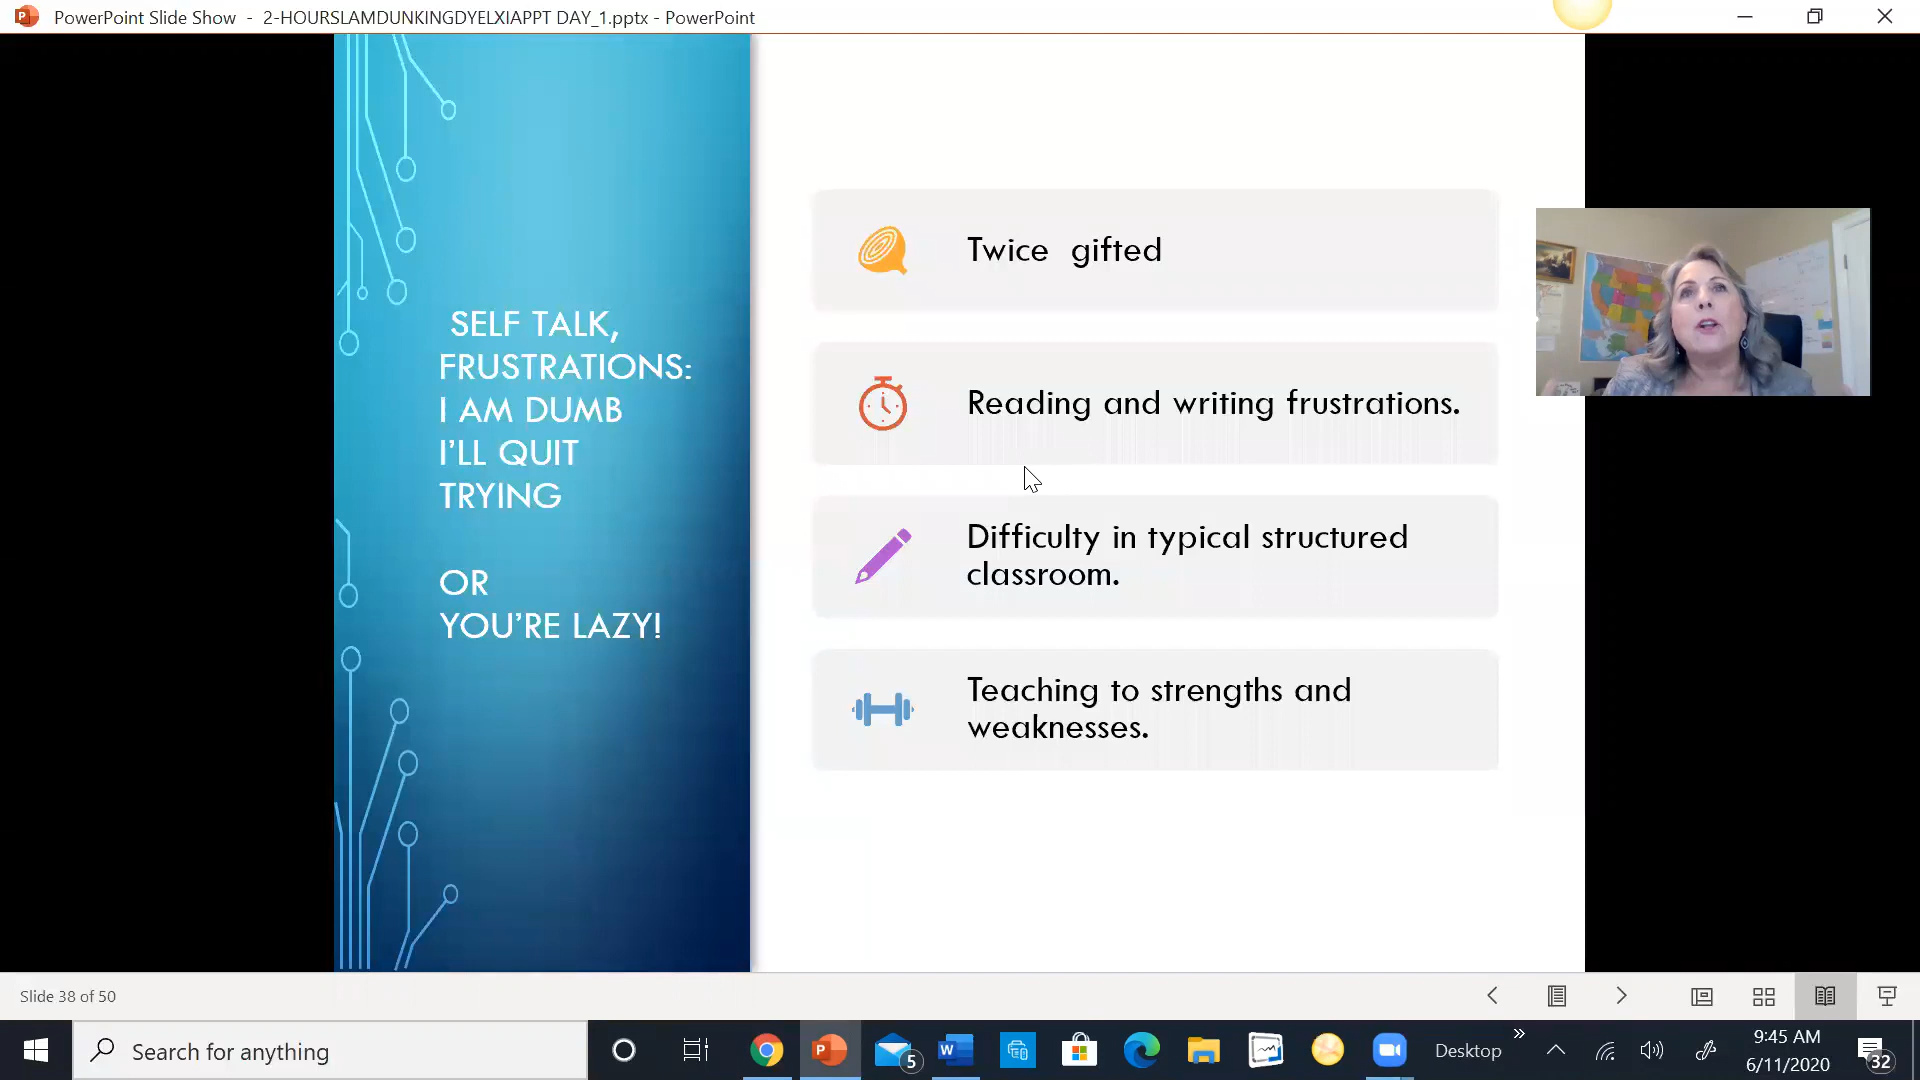 PowerPoint Slide Show - 2-HOURSLAMDUNKINGDYELXIAPPT DAY_1.pptx - PowerPoint
SELF TALK,
FRUSTRATIONS:
I AM DUMB
I'LL QUIT
TRYING
OR
YOU'RE LAZY!
Twice gifted
Reading and writing frustrations.
Difficulty in typical structured
classroom.
Teaching to strengths and
weaknesses.
Slide 38 of 50
Search for anything
5
Desktop
9:45 AM
6/11/2020
32